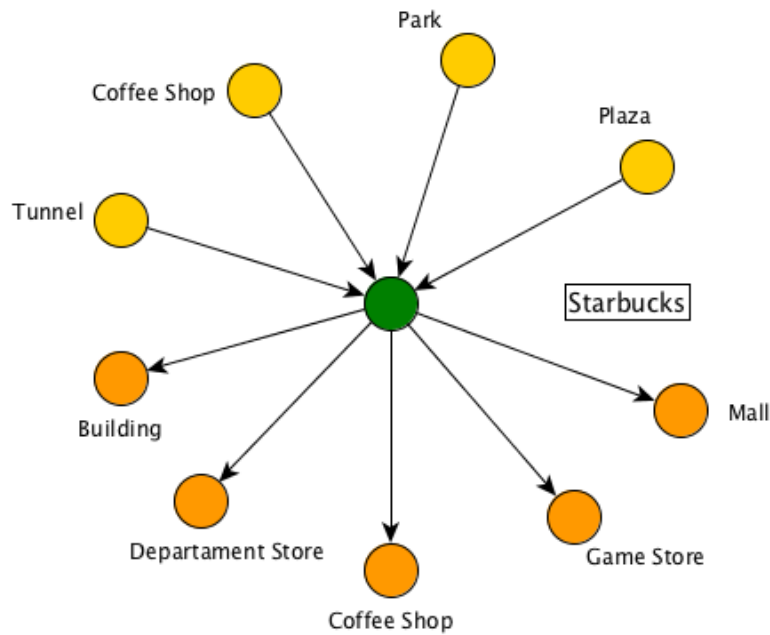 Park
Coffee Shop
Plaza
Tunnel
Starbucks
Mall
Building
Departament Store
Game Store
Coffee Shop